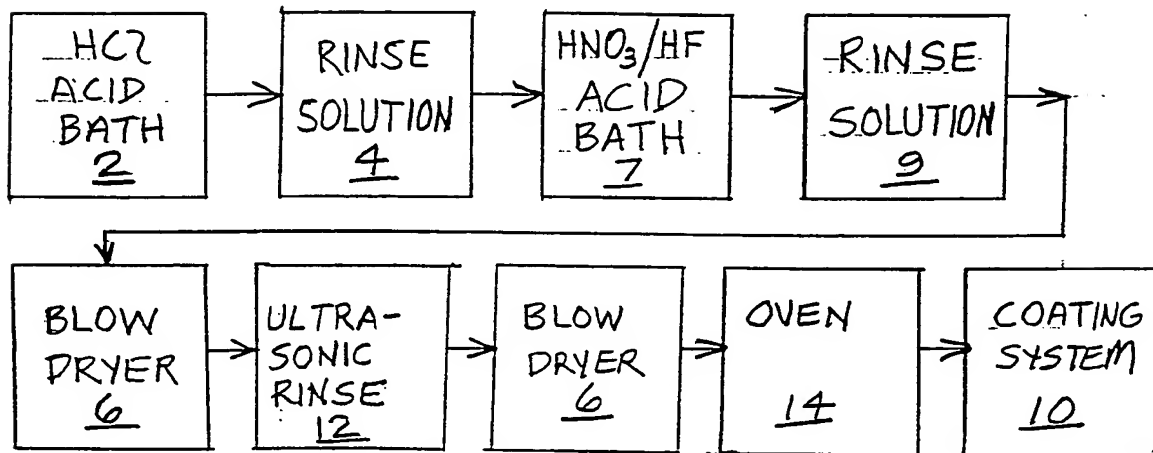 HCl
ACID
BATH
2
RINSE
SOLUTION
4
HNO₃/HF
ACID
BATH
7
RINSE
SOLUTION
9
BLOW
DRYER
6
ULTRA-
SONIC
RINSE
12
BLOW
DRYER
6
OVEN
14
COATING
SYSTEM
10